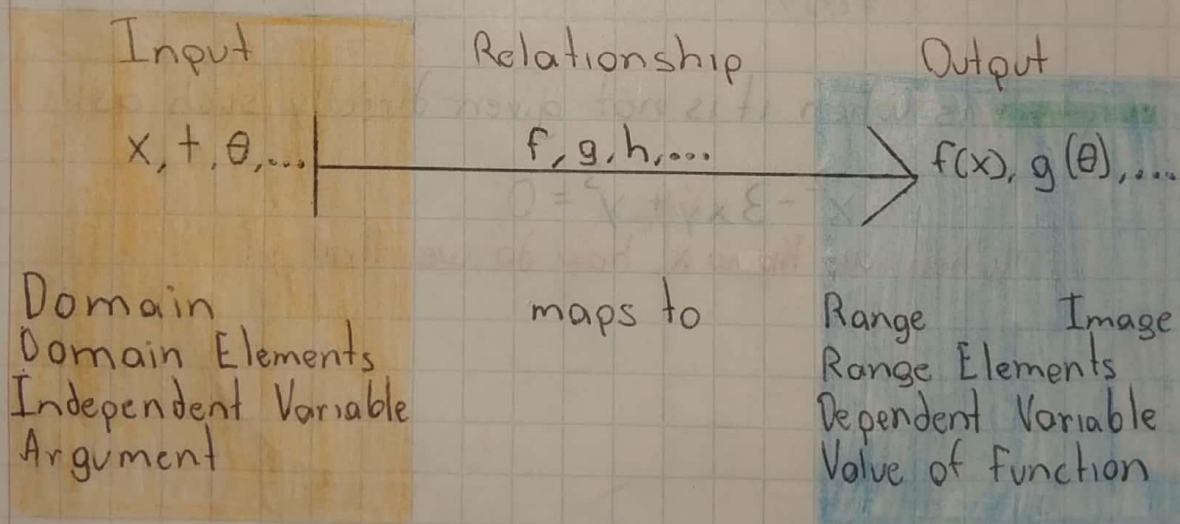 Input Relationship Output
x, t, θ,... f, g, h,... f(x), g(θ),...
Domain maps to Range Image
Domain Elements Range Elements
Independent Variable Dependent Variable
Argument Value of function